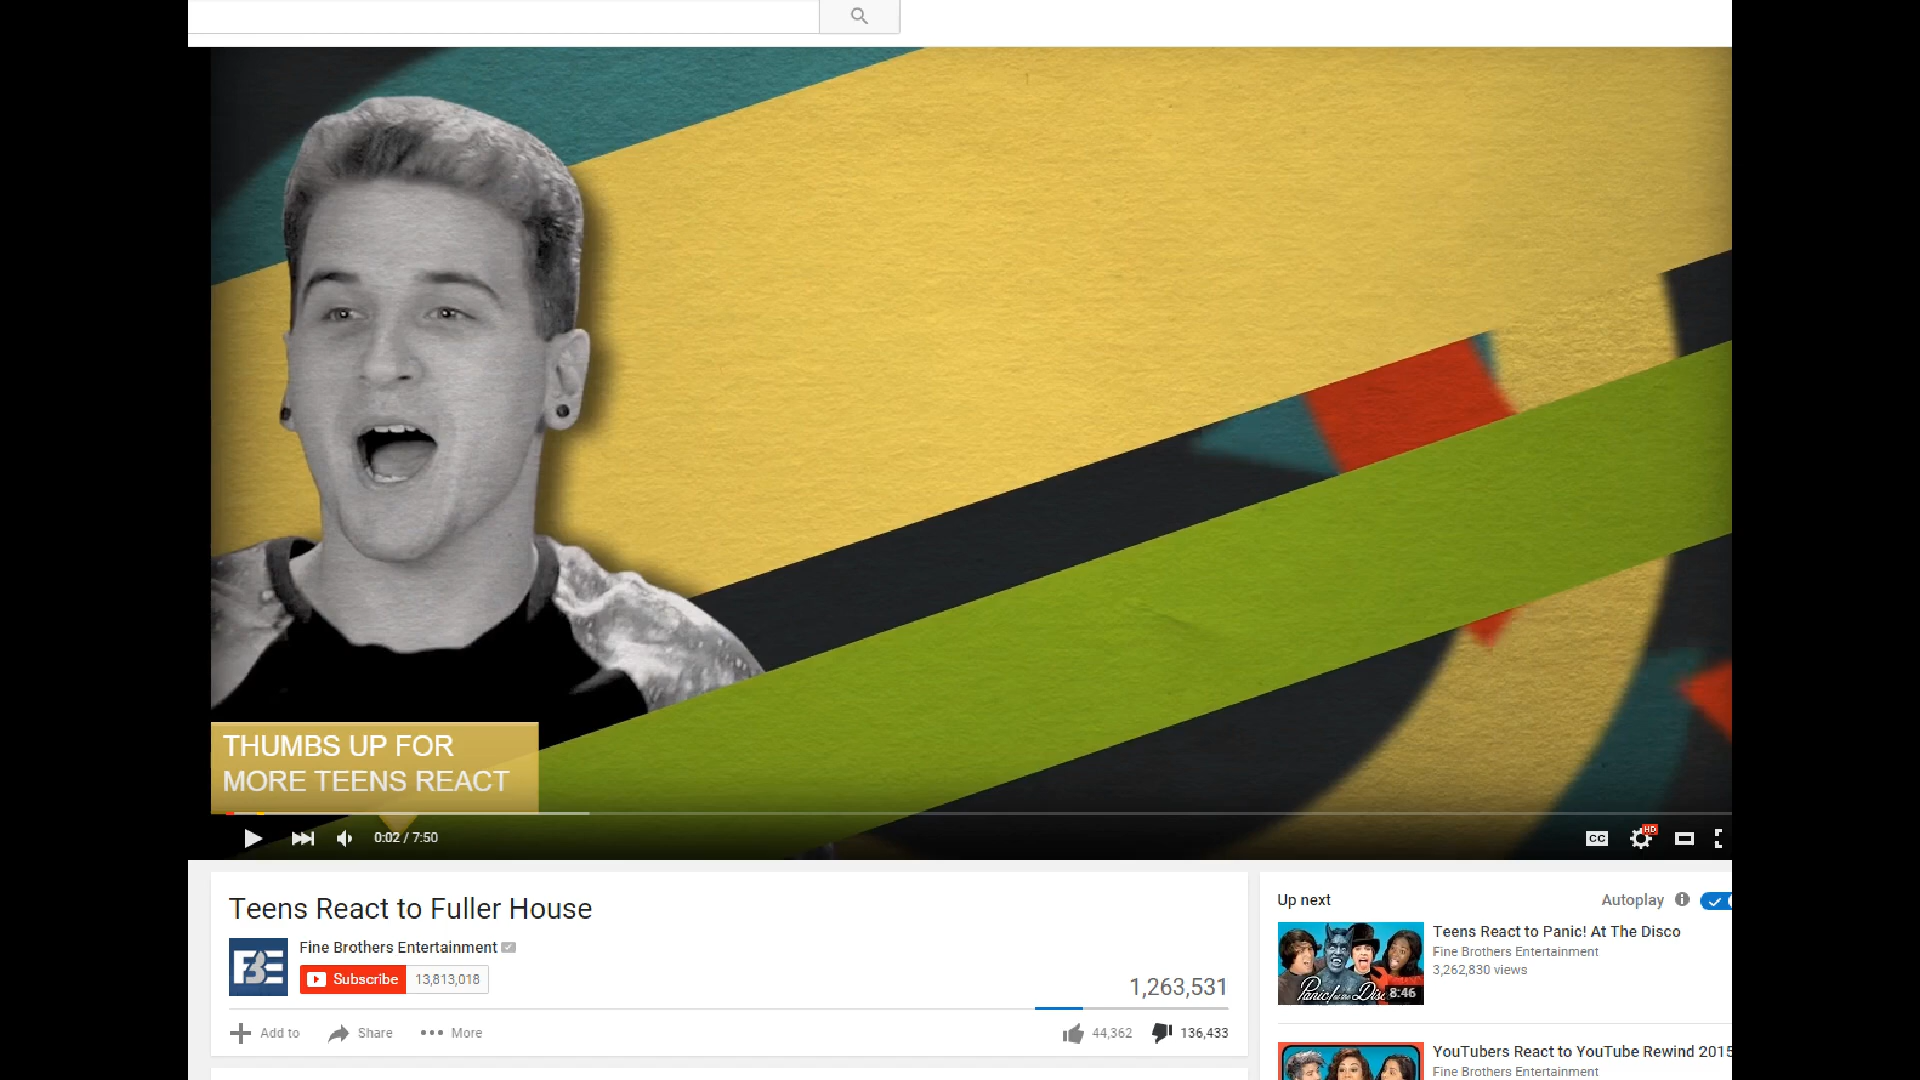 THUMBS UP FOR
MORE TEENS REACT
0:02 / 7:50
CC
HD
Teens React to Fuller House
Fine Brothers Entertainment
Subscribe 13,813,018
1,263,531
Add to Share More
44,362 136,433
Up next Autoplay
Teens React to Panic! At The Disco
Fine Brothers Entertainment
3,262,830 views
8:46
YouTubers React to YouTube Rewind 2015
Fine Brothers Entertainment
FBE